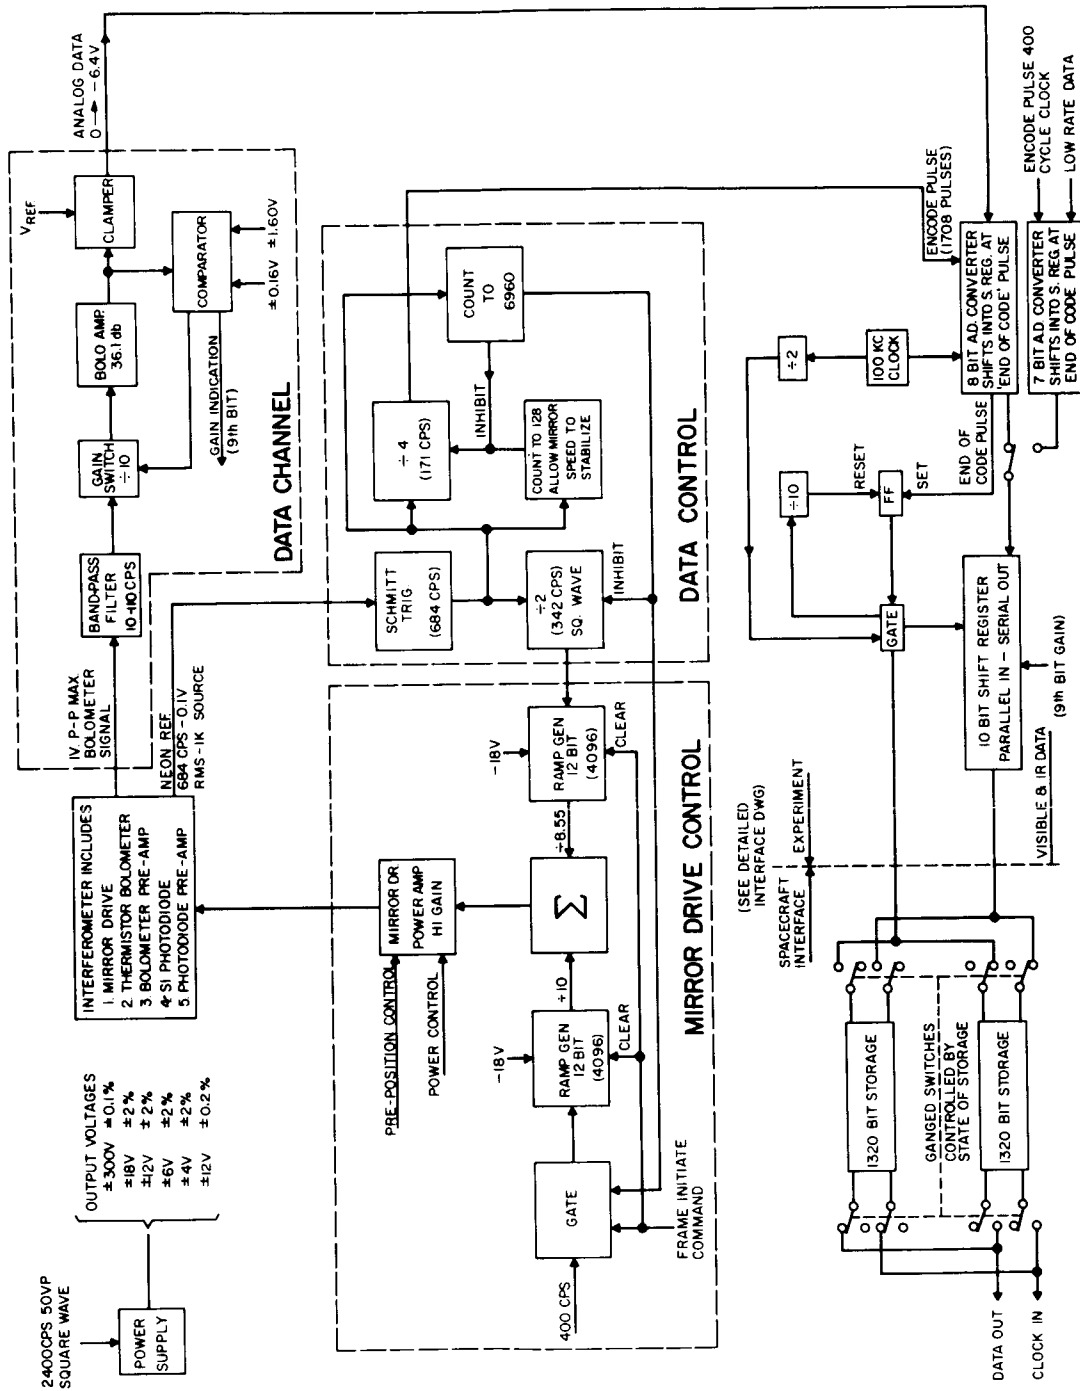 2400CPS 50VP
SQUARE WAVE
POWER
SUPPLY
OUTPUT VOLTAGES
±300V ±0.1%
±18V ±2%
±12V ±2%
±6V ±2%
±4V ±2%
±12V ±0.2%
INTERFEROMETER INCLUDES
1. MIRROR DRIVE
2. THERMISTOR BOLOMETER
3. BOLOMETER PRE-AMP
4. SI PHOTODIODE
5. PHOTODIODE PRE-AMP
1V. P-P MAX.
BOLOMETER
SIGNAL
NEON REF.
684 CPS - 0.1V
RMS-1K SOURCE
BAND-PASS
FILTER
10-110 CPS
GAIN
SWITCH
÷10
BOLO AMP.
36.1 db
VREF
CLAMPER
ANALOG DATA
0 → -6.4V
COMPARATOR
±0.16V ±1.60V
GAIN INDICATION
(9th BIT)
DATA CHANNEL
SCHMITT
TRIG.
(684 CPS)
÷4
(171 CPS)
COUNT
TO
6960
INHIBIT
COUNT TO 128
ALLOW MIRROR
SPEED TO
STABILIZE
÷2
(342 CPS)
SQ. WAVE
INHIBIT
DATA CONTROL
ENCODE PULSE
(1708 PULSES)
PRE-POSITION CONTROL
POWER CONTROL
MIRROR DR.
POWER AMP
HI GAIN
400 CPS
GATE
FRAME INITIATE
COMMAND
-18V
RAMP GEN
12 BIT
(4096)
CLEAR
÷10
Σ
÷8.55
-18V
RAMP GEN
12 BIT
(4096)
CLEAR
MIRROR DRIVE CONTROL
÷2
100 KC
CLOCK
8 BIT A.D. CONVERTER
SHIFTS INTO S. REG. AT
'END OF CODE' PULSE
7 BIT A.D. CONVERTER
SHIFTS INTO S. REG AT
END OF CODE PULSE
ENCODE PULSE 400
CYCLE CLOCK
LOW RATE DATA
÷10
RESET
FF
SET
END OF
CODE PULSE
GATE
10 BIT SHIFT REGISTER
PARALLEL IN - SERIAL OUT
(9th BIT GAIN)
VISIBLE & IR DATA
(SEE DETAILED
INTERFACE DWG)
SPACECRAFT
INTERFACE
EXPERIMENT
1320 BIT STORAGE
GANGED SWITCHES
CONTROLLED BY
STATE OF STORAGE
1320 BIT STORAGE
DATA OUT
CLOCK IN